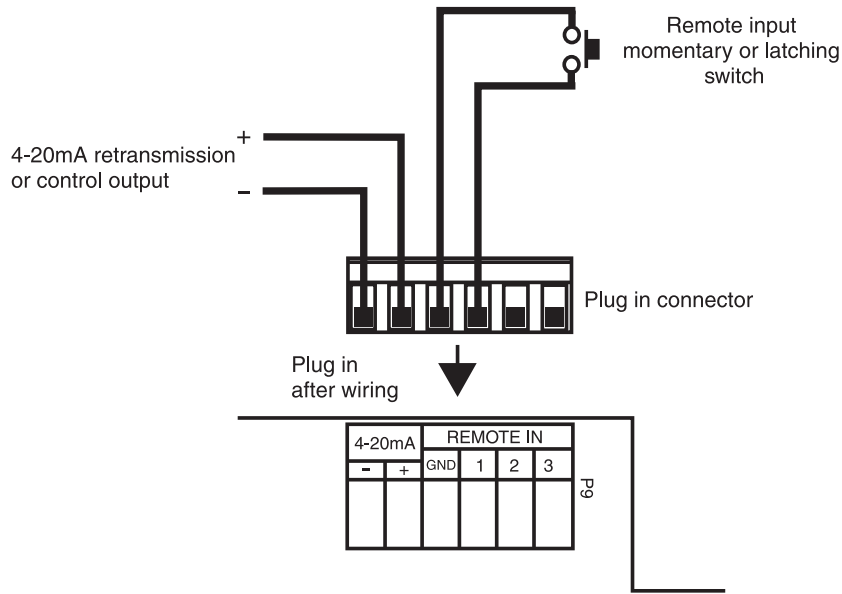 Remote input
momentary or latching
switch
+
4-20mA retransmission
or control output
-
Plug in connector
Plug in
after wiring
4-20mA
REMOTE IN
- + GND 1 2 3
P9